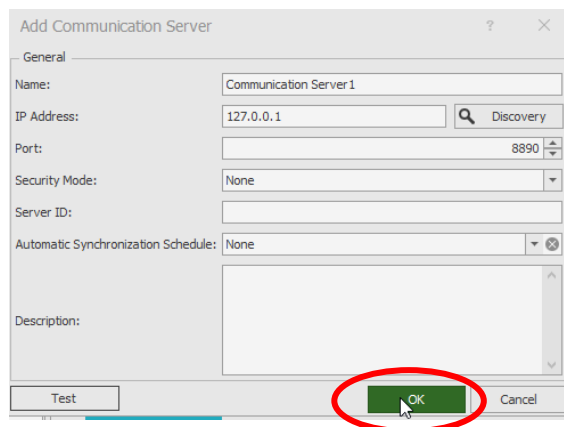 Add Communication Server ?
General
Name: Communication Server1
IP Address: 127.0.0.1 Discovery
Port: 8890
Security Mode: None
Server ID:
Automatic Synchronization Schedule: None
Description:
Test OK Cancel